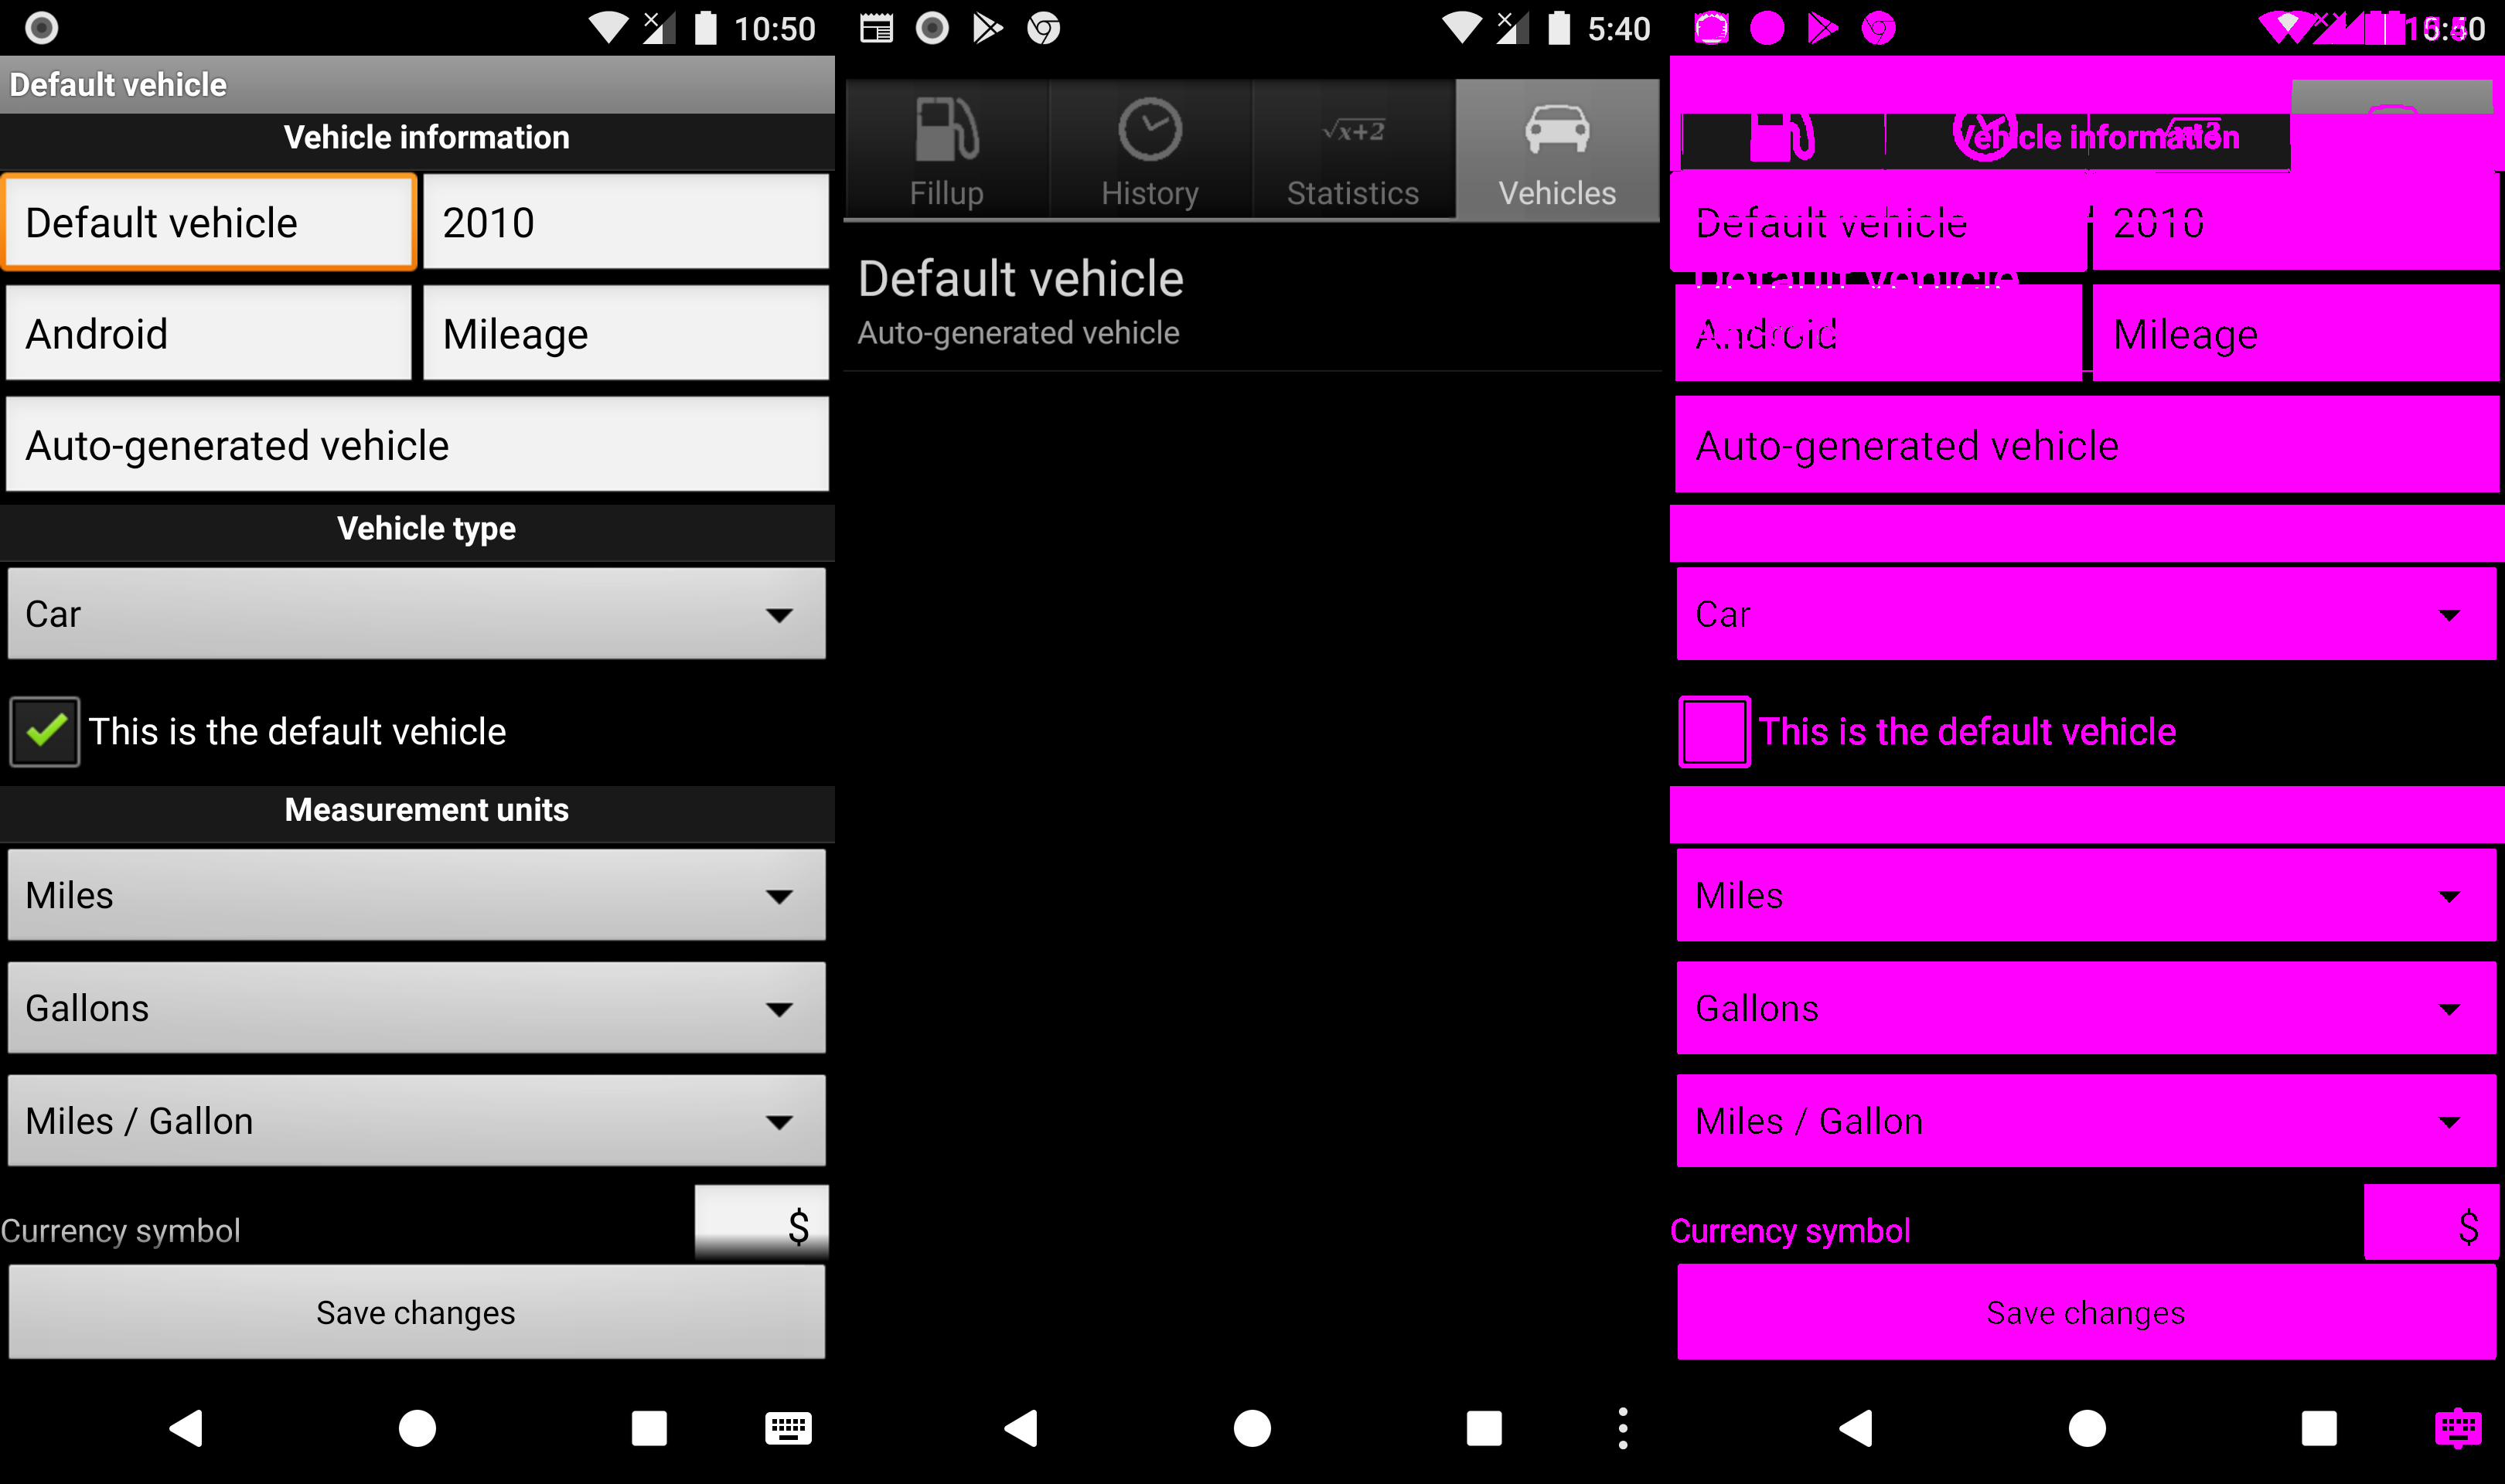 10:50
Default vehicle
Vehicle information
Default vehicle
2010
Android
Mileage
Auto-generated vehicle
Vehicle type
Car
This is the default vehicle
Measurement units
Miles
Gallons
Miles / Gallon
Currency symbol
$
Save changes
5:40
Fillup
History
√x+2
Statistics
Vehicles
Default vehicle
Auto-generated vehicle
Vehicle information
Default vehicle
2010
Default vehicle
Android
Mileage
Auto-generated vehicle
Car
This is the default vehicle
Miles
Gallons
Miles / Gallon
Currency symbol
$
Save changes